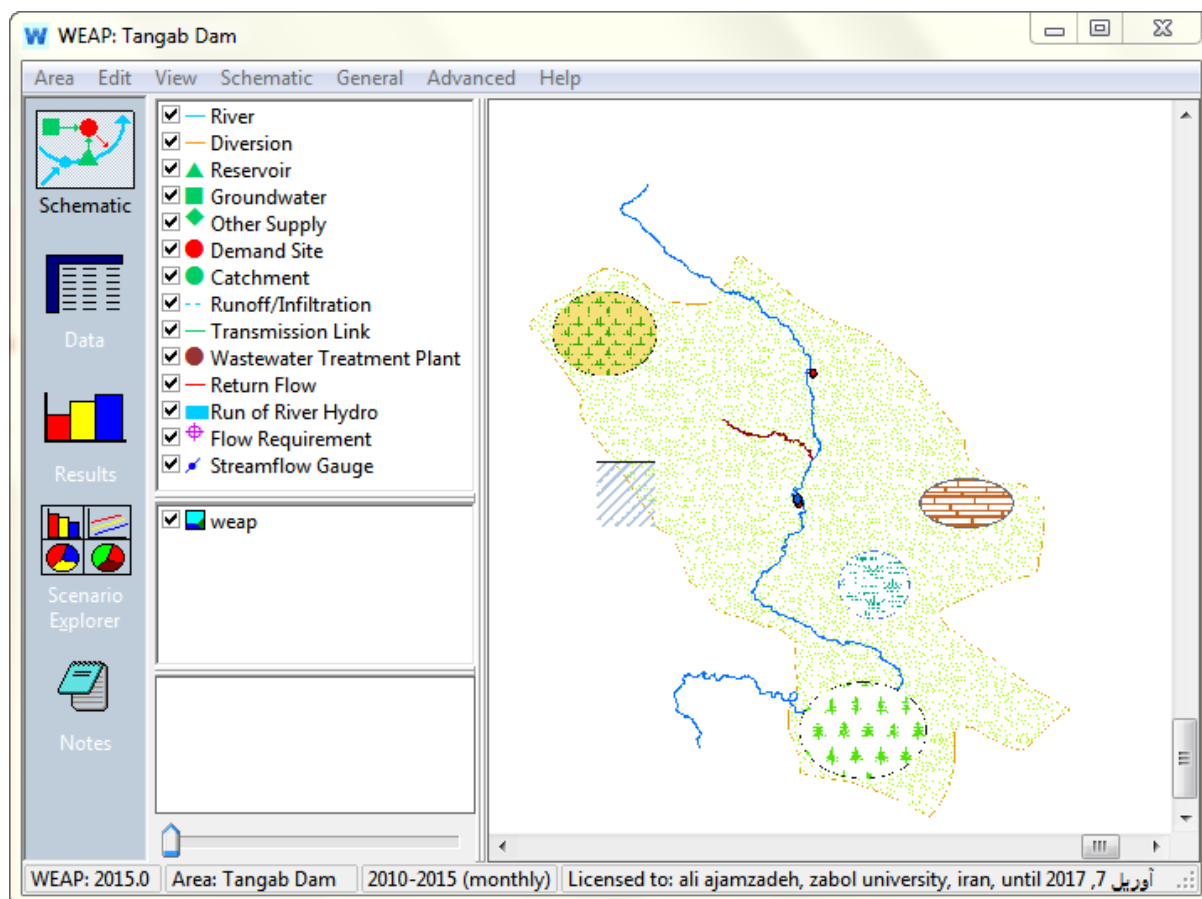 WEAP: Tangab Dam
Area Edit View Schematic General Advanced Help
Schematic
Data
Results
Scenario
Explorer
Notes
River
Diversion
Reservoir
Groundwater
Other Supply
Demand Site
Catchment
Runoff/Infiltration
Transmission Link
Wastewater Treatment Plant
Return Flow
Run of River Hydro
Flow Requirement
Streamflow Gauge
weap
WEAP: 2015.0 Area: Tangab Dam 2010-2015 (monthly) Licensed to: ali ajamzadeh, zabol university, iran, until 2017 ,7 آوریل